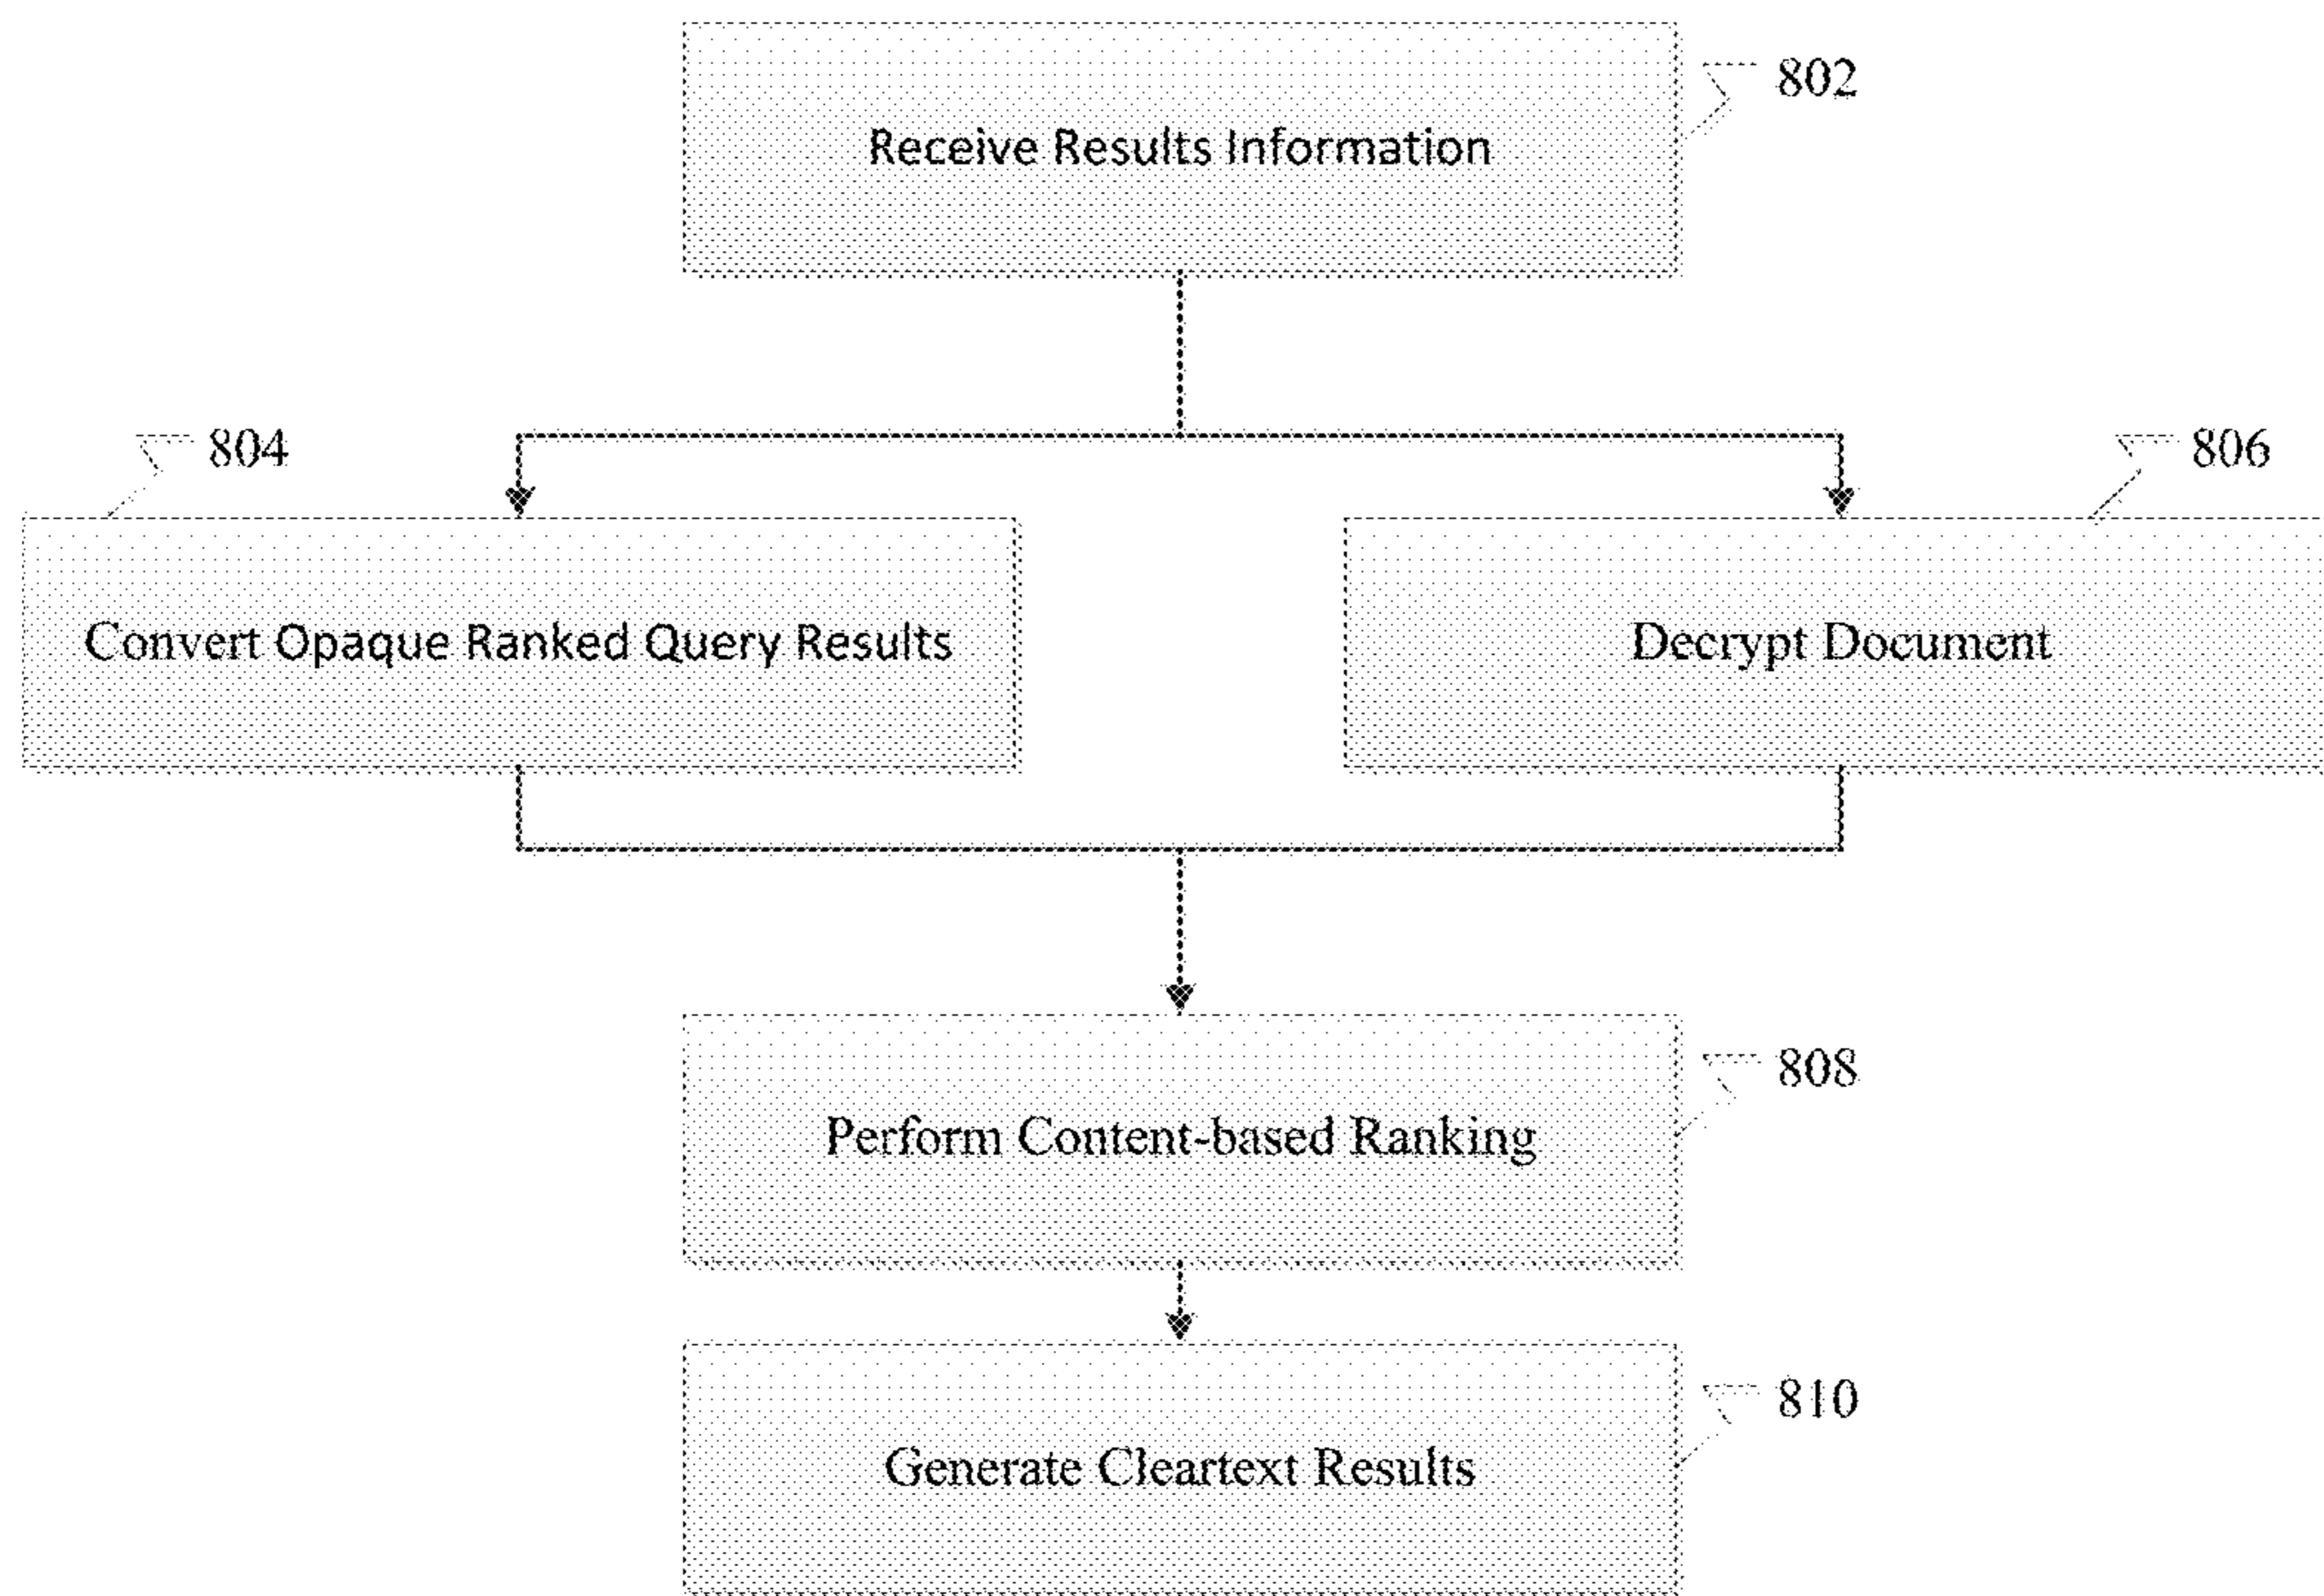 802
Receive Results Information
804
806
Convert Opaque Ranked Query Results
Decrypt Document
808
Perform Content-based Ranking
810
Generate Cleartext Results